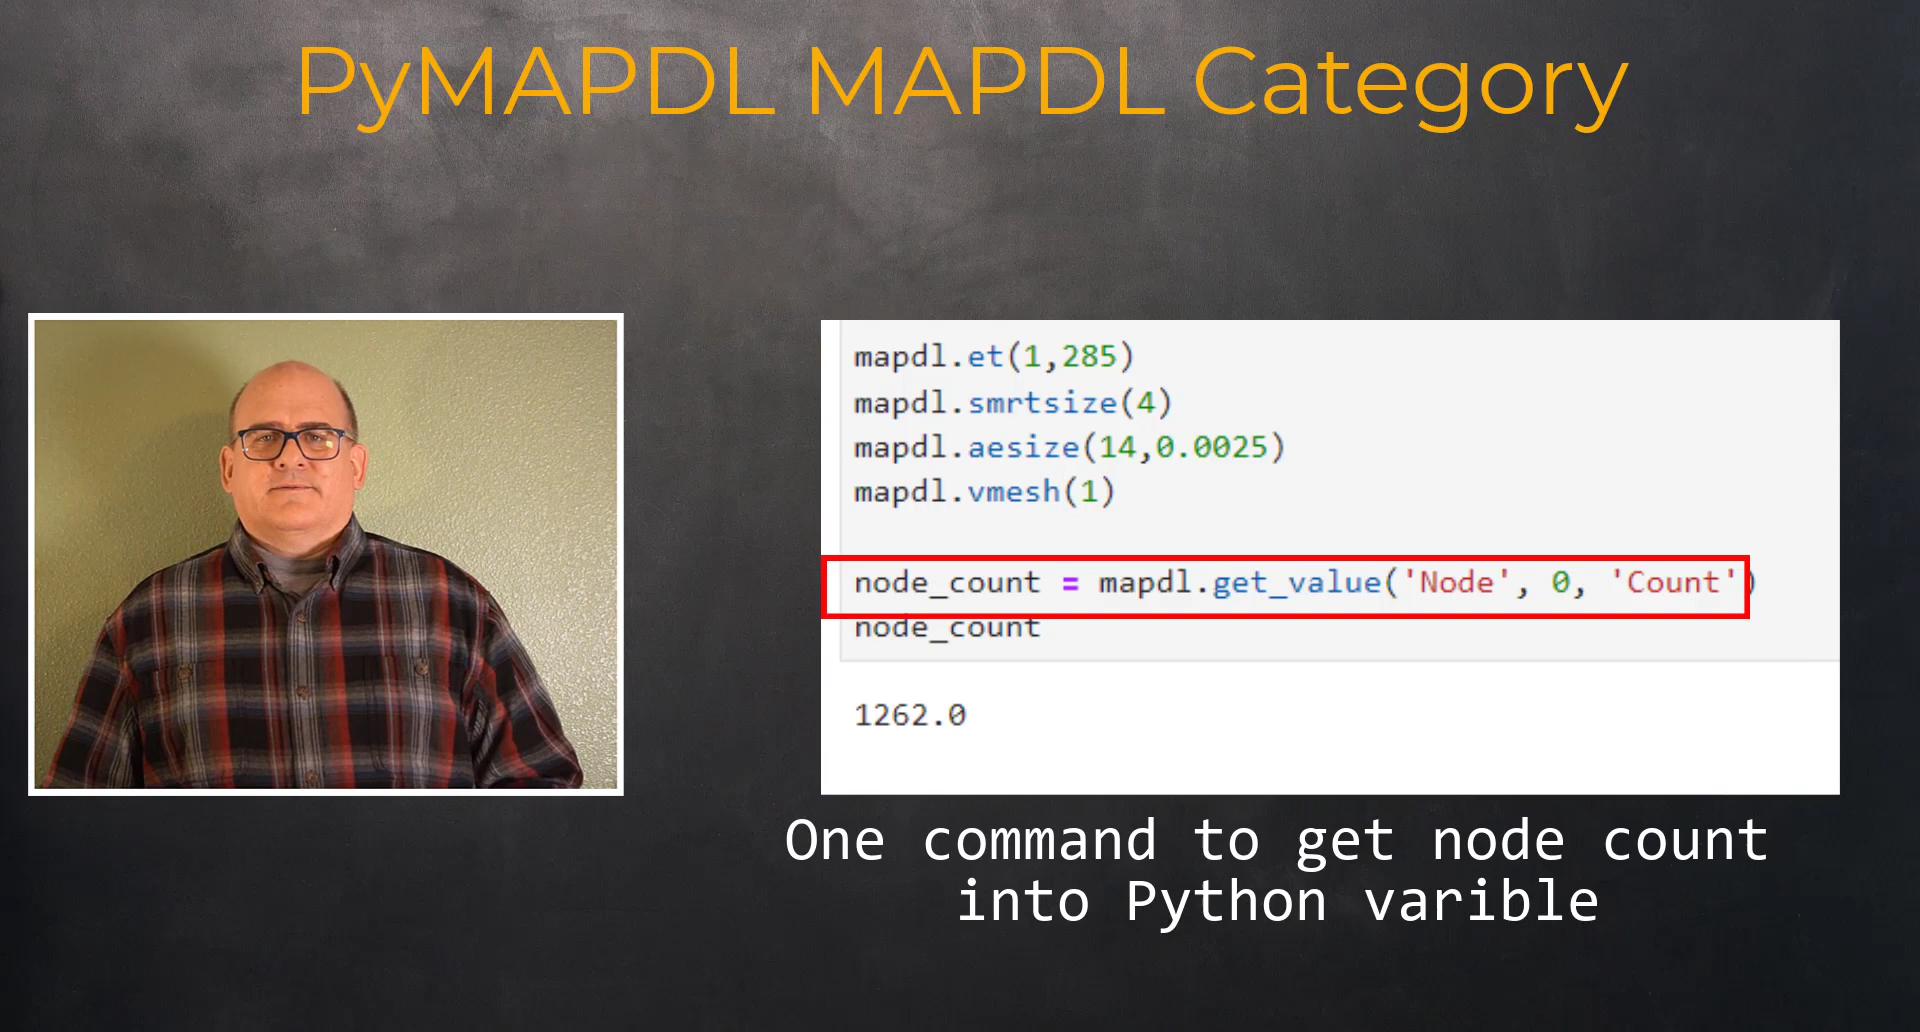 PyMAPDL MAPDL Category
mapdl.et(1,285)
mapdl.smrtsize(4)
mapdl.aesize(14,0.0025)
mapdl.vmesh(1)
node_count = mapdl.get_value('Node', 0, 'Count')
node_count
1262.0
One command to get node count
into Python varible